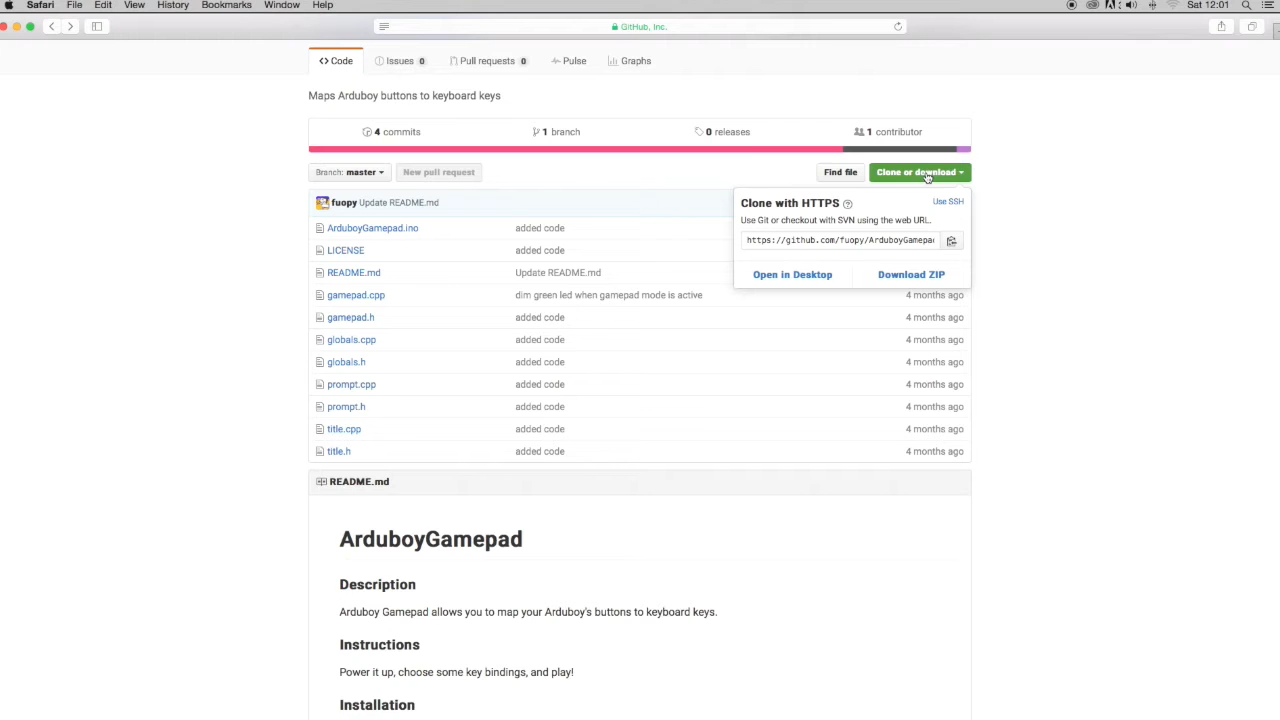 Safari File Edit View History Bookmarks Window Help Sat 12:01
GitHub, Inc.
<> Code Issues 0 Pull requests 0 Pulse Graphs
Maps Arduboy buttons to keyboard keys
4 commits 1 branch 0 releases 1 contributor
Branch: master New pull request Find file Clone or download
fuopy Update README.md
Clone with HTTPS ? Use SSH
Use Git or checkout with SVN using the web URL.
https://github.com/fuopy/ArduboyGamepad
Open in Desktop Download ZIP
ArduboyGamepad.ino added code
LICENSE added code
README.md Update README.md
gamepad.cpp dim green led when gamepad mode is active 4 months ago
gamepad.h added code 4 months ago
globals.cpp added code 4 months ago
globals.h added code 4 months ago
prompt.cpp added code 4 months ago
prompt.h added code 4 months ago
title.cpp added code 4 months ago
title.h added code 4 months ago
README.md
ArduboyGamepad
Description
Arduboy Gamepad allows you to map your Arduboy's buttons to keyboard keys.
Instructions
Power it up, choose some key bindings, and play!
Installation